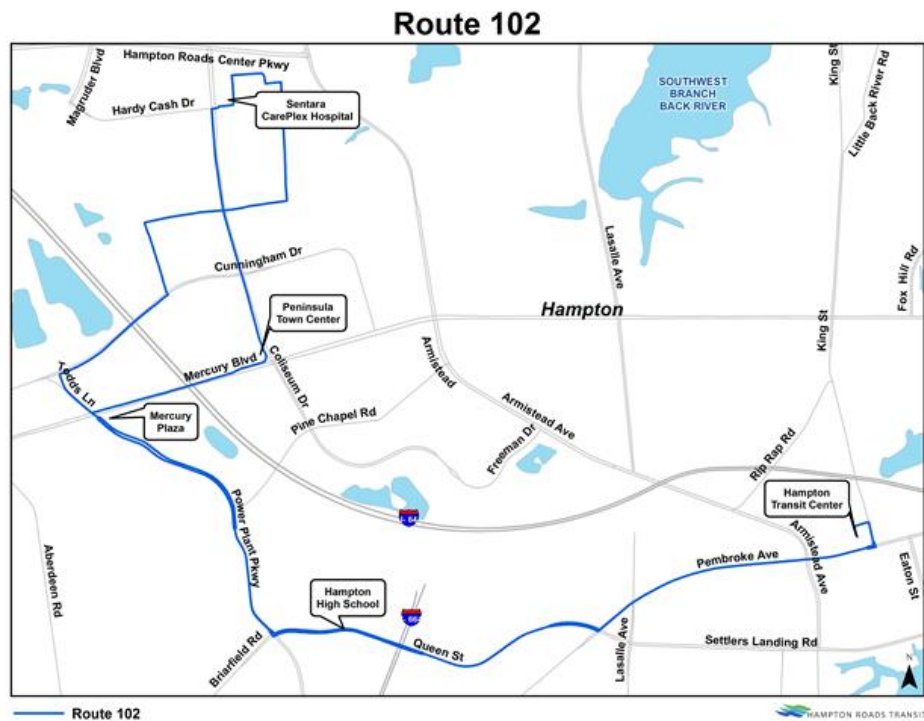 Route 102
Hampton Roads Center Pkwy
Magruder Blvd
Hardy Cash Dr
Sentara
CarePlex Hospital
SOUTHWEST
BRANCH
BACK RIVER
King St
Little Back River Rd
Lasalle Ave
Fox Hill Rd
Cunningham Dr
Peninsula
Town Center
Hampton
King St
Mercury Blvd
Coliseum Dr
Armistead
Todds Ln
Mercury
Plaza
Pine Chapel Rd
Armistead Ave
Freeman Dr
Rip Rap Rd
Hampton
Transit Center
Power Plant Pkwy
Aberdeen Rd
Armistead Ave
Pembroke Ave
Eaton St
Hampton
High School
Briarfield Rd
Queen St
Lasalle Ave
Settlers Landing Rd
N
Route 102
HAMPTON ROADS TRANSIT